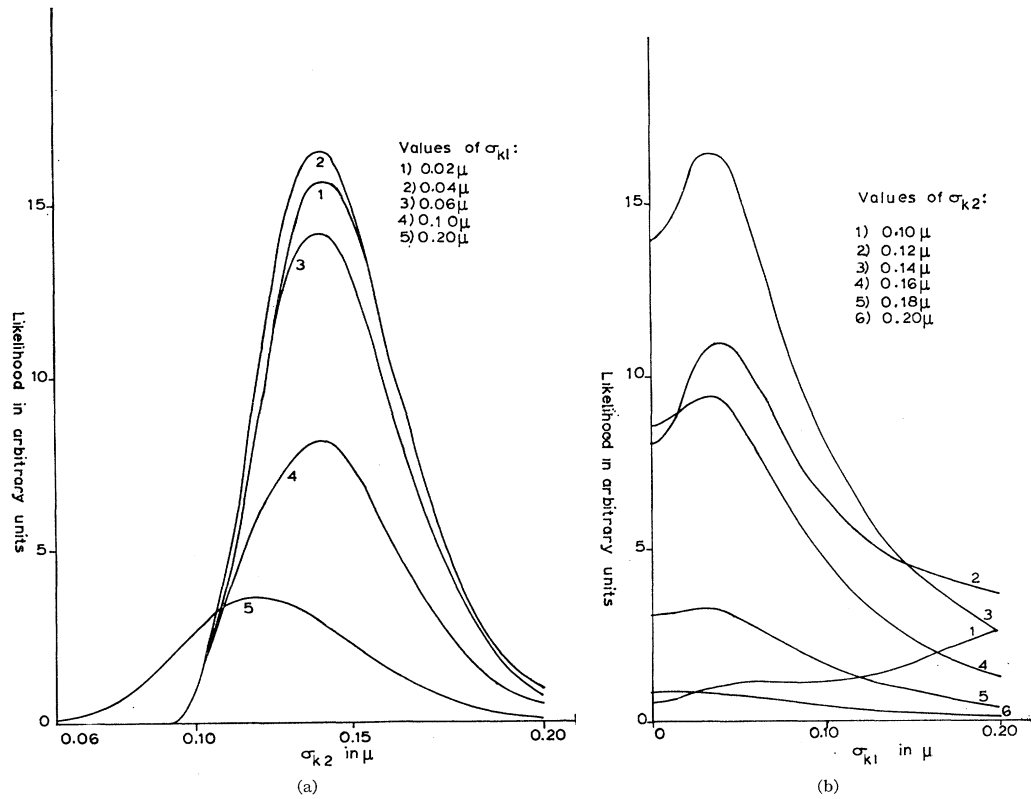 Values of σk1:
1) 0.02μ
2) 0.04μ
3) 0.06μ
4) 0.10μ
5) 0.20μ
2
1
3
4
5
15
10
5
0
0.06
0.10
0.15
0.20
Likelihood in arbitrary units
σk2 in μ
(a)
Values of σk2:
1) 0.10μ
2) 0.12μ
3) 0.14μ
4) 0.16μ
5) 0.18μ
6) 0.20μ
2
3
1
4
5
6
15
10
5
0
0
0.10
0.20
Likelihood in arbitrary units
σk1 in μ
(b)